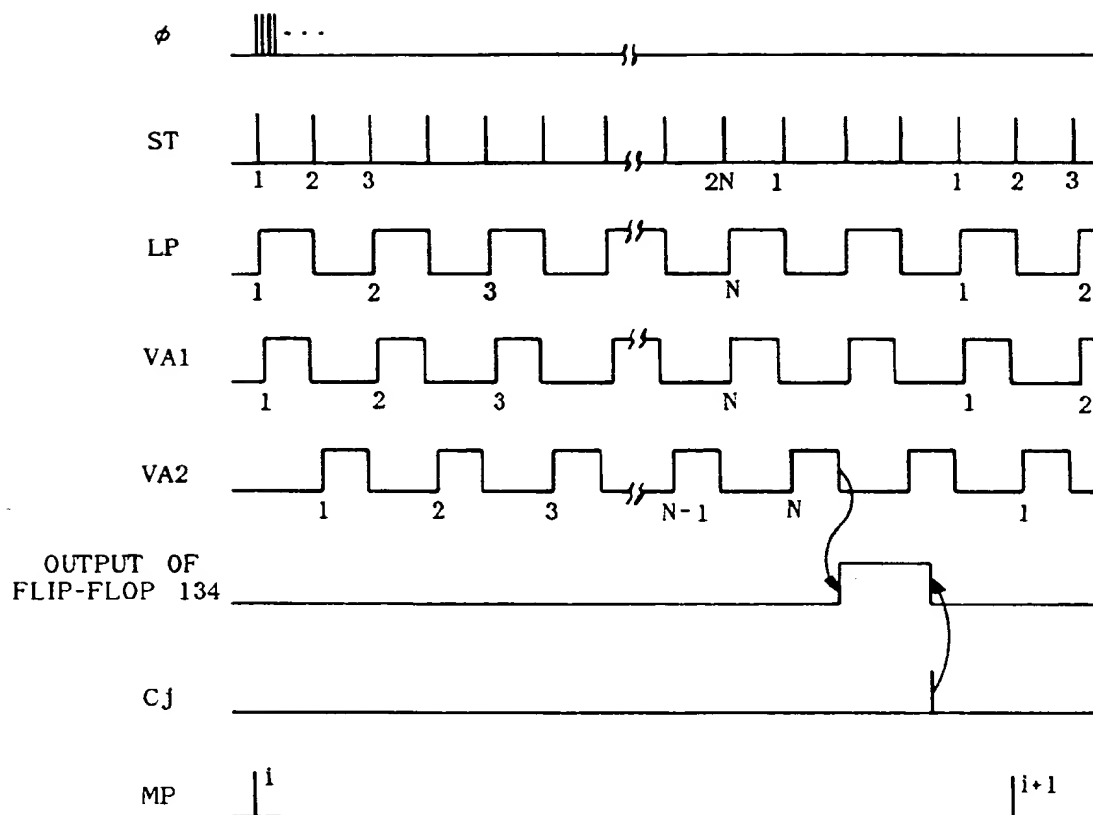 φ
ST
1 2 3 2N 1 1 2 3
LP
1 2 3 N 1 2
VA1
1 2 3 N 1 2
VA2
1 2 3 N-1 N 1
OUTPUT OF
FLIP-FLOP 134
Cj
MP
i i+1